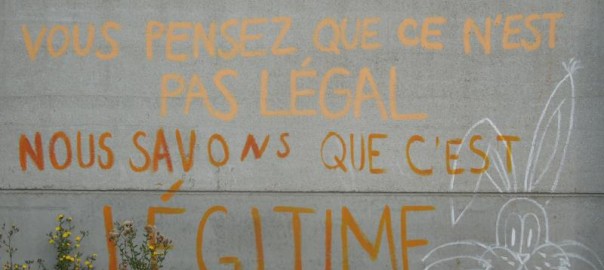 VOUS PENSEZ QUE CE N'EST
PAS LÉGAL
NOUS SAVONS QUE C'EST
LÉGITIME